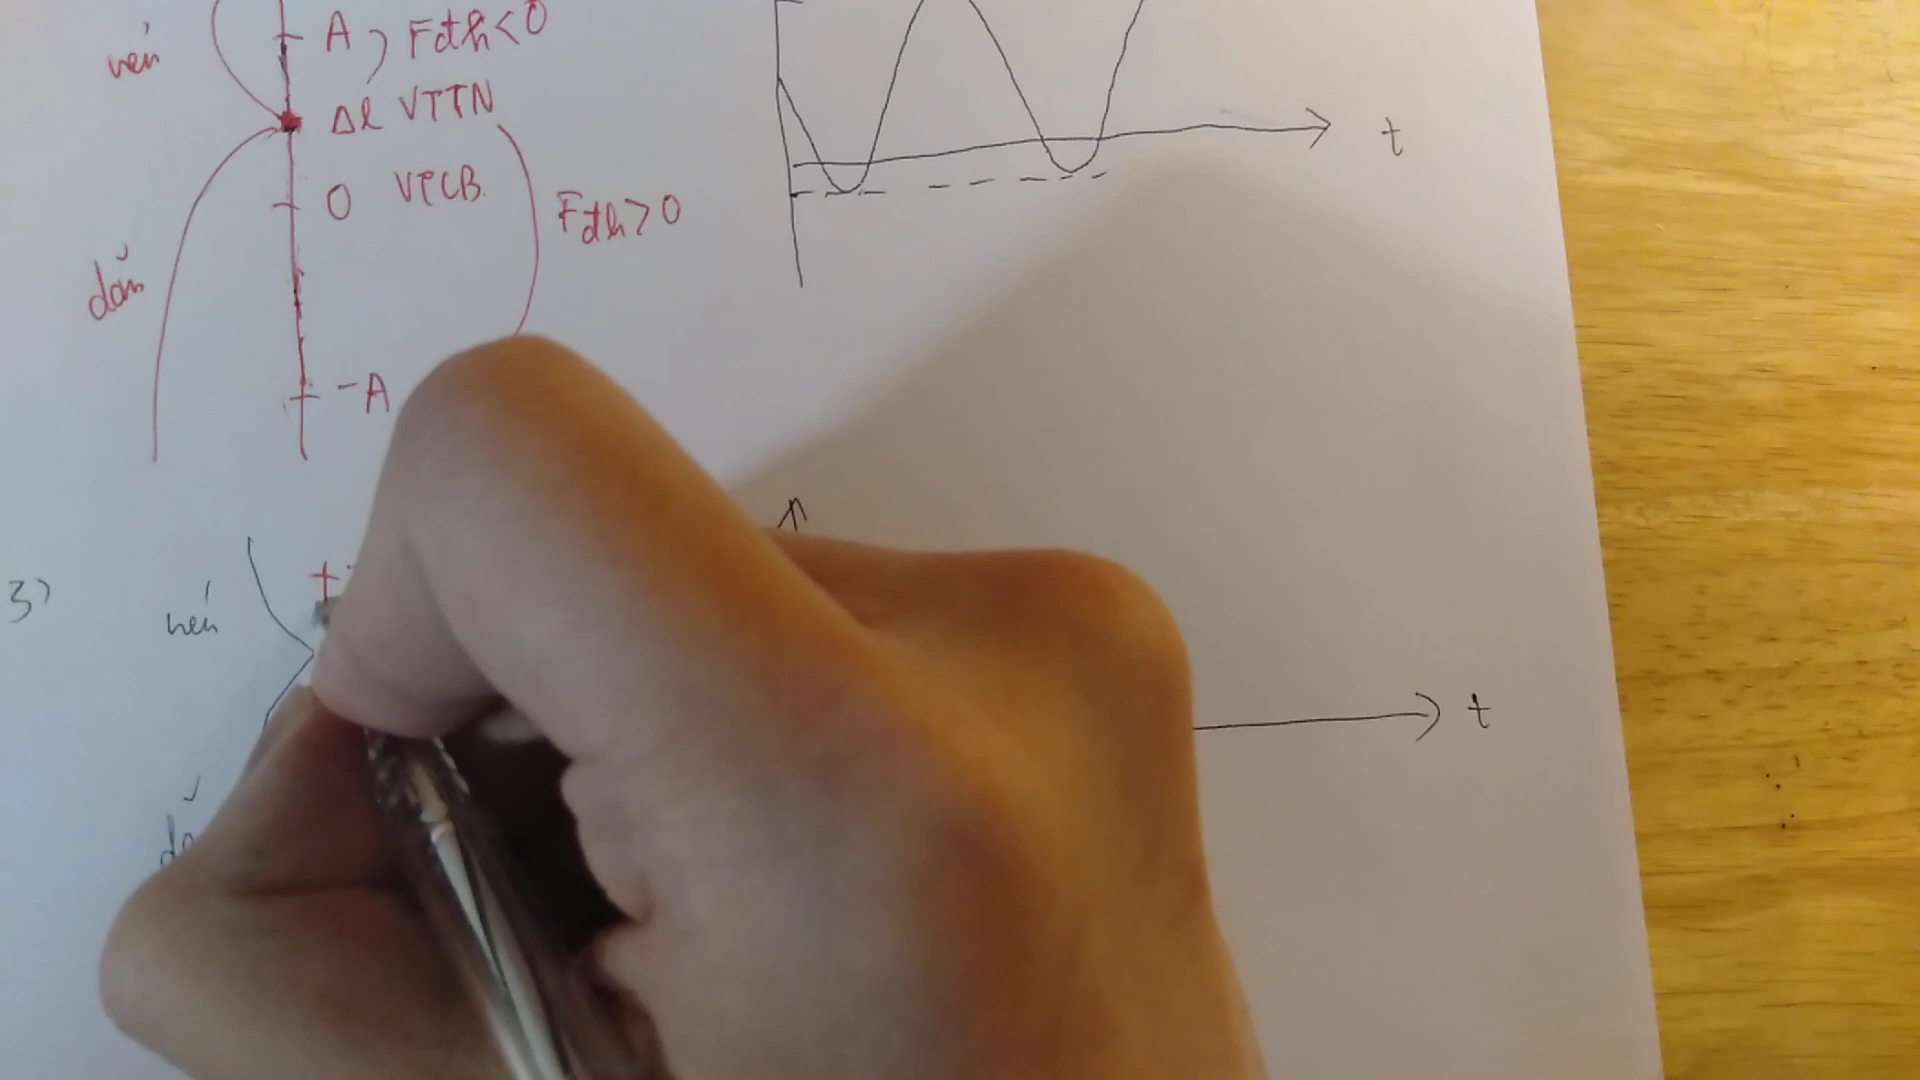 A
Fđh<0
nén
Δl VTTN
O VTCB
Fđh>0
dãn
-A
t
3)
+
nén
t